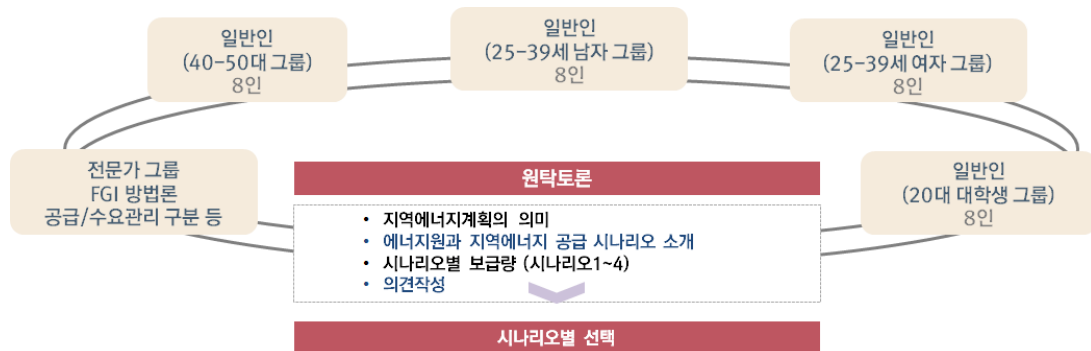 일반인
(40-50대 그룹)
8인
일반인
(25-39세 남자 그룹)
8인
일반인
(25-39세 여자 그룹)
8인
전문가 그룹
FGI 방법론
공급/수요관리 구분 등
원탁토론
• 지역에너지계획의 의미
• 에너지원과 지역에너지 공급 시나리오 소개
• 시나리오별 보급량 (시나리오1~4)
• 의견작성
일반인
(20대 대학생 그룹)
8인
시나리오별 선택